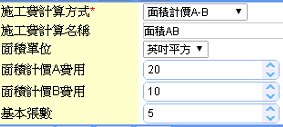 施工費計算方式* 面積計價A-B
施工費計算名稱 面積AB
面積單位 英吋平方
面積計價A費用 20
面積計價B費用 10
基本張數 5